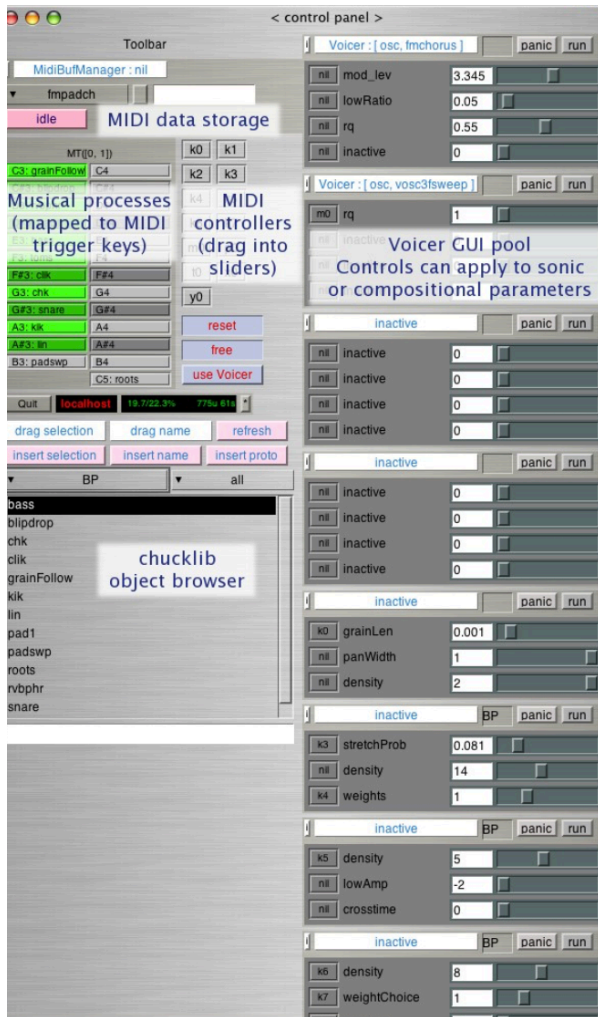 < control panel >
Toolbar
MidiBufManager : nil
fmpadch
idle
MIDI data storage
MT([0, 1])
k0 k1
C3: grainFollow C4
k2 k3
Musical processes
(mapped to MIDI
trigger keys)
MIDI
controllers
(drag into
sliders)
F#3: clik F#4
G3: chk G4
y0
G#3: snare G#4
A3: kik A4
reset
A#3: lin A#4
free
B3: padswp B4
use Voicer
C5: roots
Quit localhost 19.7/22.3% 775u 61s *
drag selection drag name refresh
insert selection insert name insert proto
BP all
bass
blipdrop
chk
clik
grainFollow
kik
lin
pad1
padswp
roots
rvbphr
snare
chucklib
object browser
Voicer : [ osc, fmchorus ] panic run
nil mod_lev 3.345
nil lowRatio 0.05
nil rq 0.55
nil inactive 0
Voicer : [ osc, vosc3fsweep ] panic run
m0 rq 1
Voicer GUI pool
Controls can apply to sonic
or compositional parameters
inactive panic run
nil inactive 0
nil inactive 0
nil inactive 0
nil inactive 0
inactive panic run
nil inactive 0
nil inactive 0
nil inactive 0
nil inactive 0
inactive panic run
k0 grainLen 0.001
nil panWidth 1
nil density 2
inactive BP panic run
k3 stretchProb 0.081
nil density 14
k4 weights 1
inactive BP panic run
k5 density 5
nil lowAmp -2
nil crosstime 0
inactive BP panic run
k6 density 8
k7 weightChoice 1